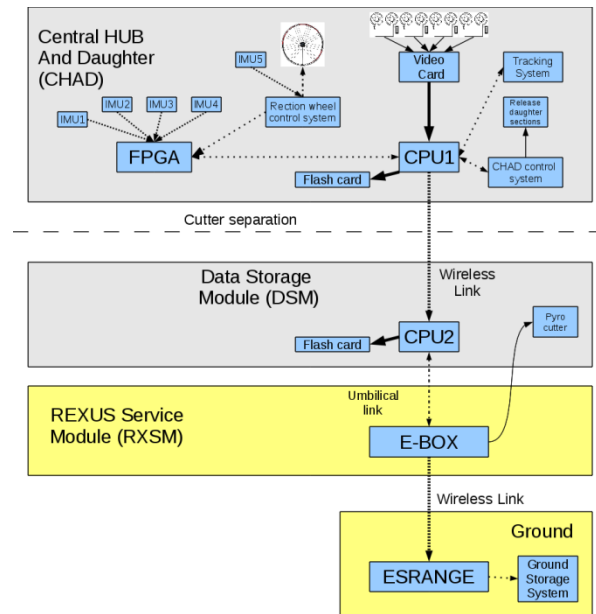 Central HUB
And Daughter
(CHAD)
IMU5
Video
Card
Tracking
System
IMU2
IMU3
IMU4
IMU1
Rection wheel
control system
Release
daughter
sections
FPGA
CPU1
CHAD control
system
Flash card
Cutter separation
Data Storage
Module (DSM)
Wireless
Link
Pyro
cutter
CPU2
Flash card
Umbilical
link
REXUS Service
Module (RXSM)
E-BOX
Wireless Link
Ground
ESRANGE
Ground
Storage
System